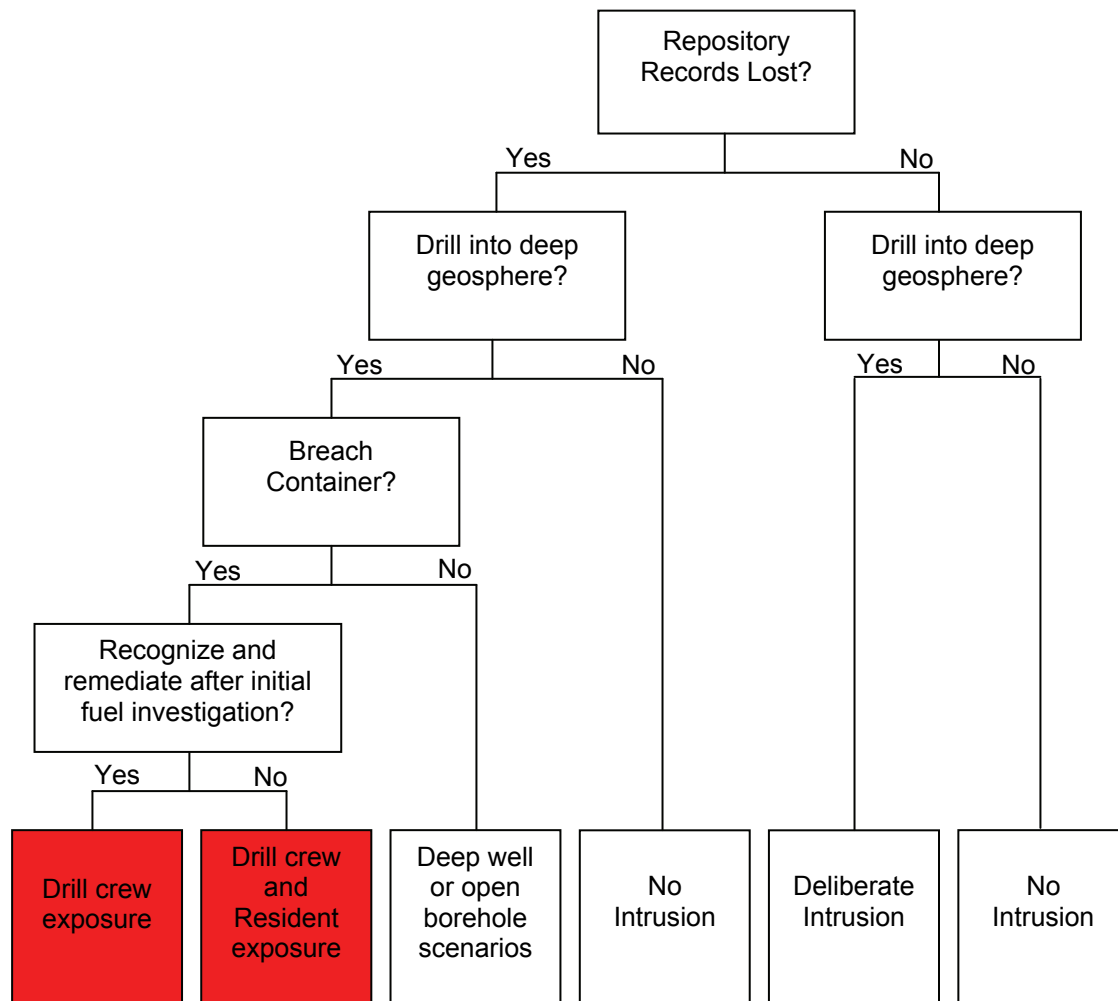 Repository
Records Lost?
Yes
No
Drill into deep
geosphere?
Drill into deep
geosphere?
Yes
No
Yes
No
Breach
Container?
Yes
No
Recognize and
remediate after initial
fuel investigation?
Yes
No
Drill crew
exposure
Drill crew
and
Resident
exposure
Deep well
or open
borehole
scenarios
No
Intrusion
Deliberate
Intrusion
No
Intrusion